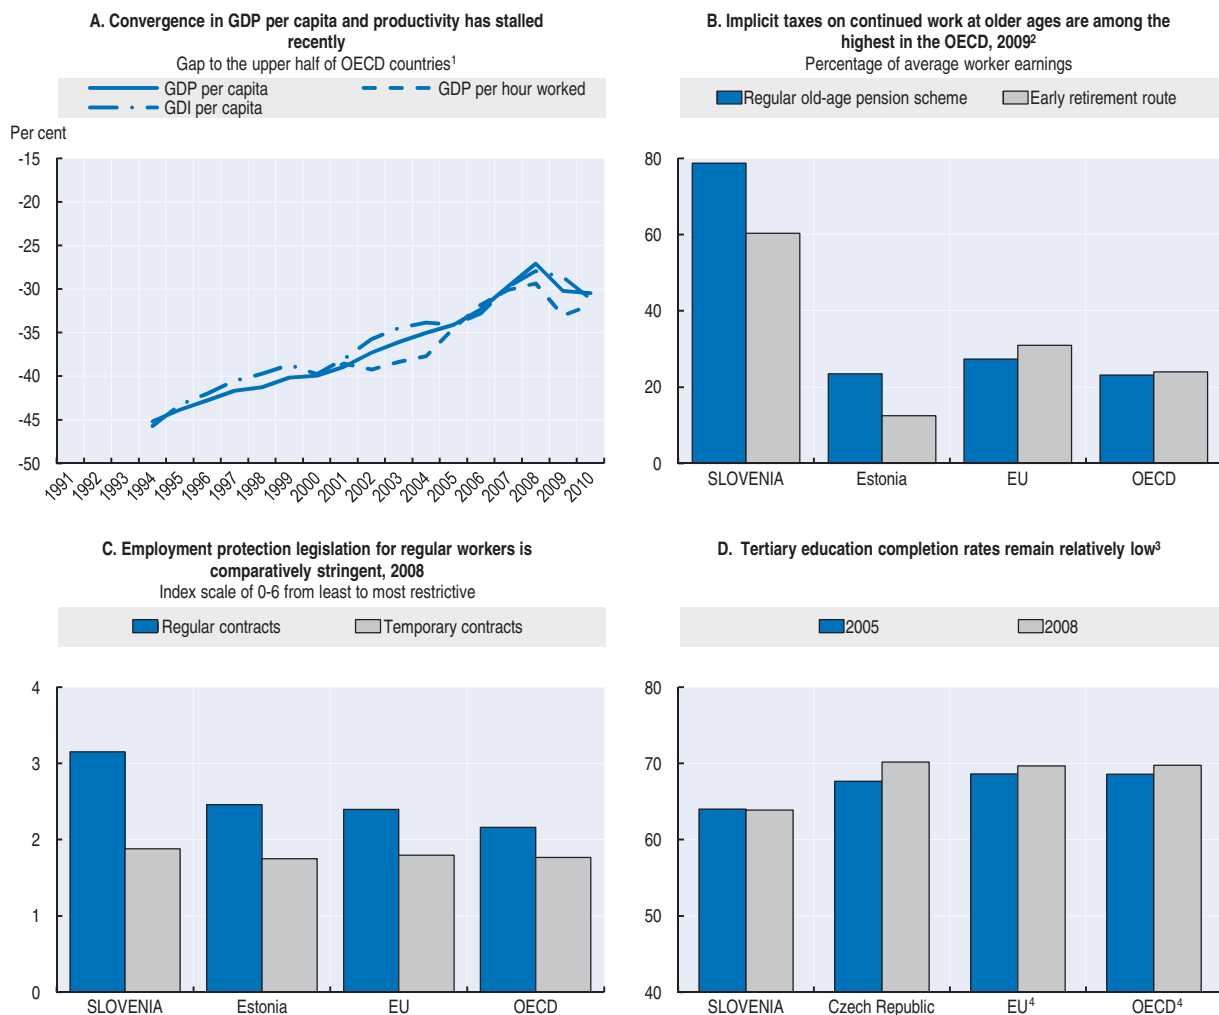 A. Convergence in GDP per capita and productivity has stalled
recently
Gap to the upper half of OECD countries¹
GDP per capita
GDP per hour worked
GDI per capita
Per cent
-15
-20
-25
-30
-35
-40
-45
-50
1991
1992
1993
1994
1995
1996
1997
1998
1999
2000
2001
2002
2003
2004
2005
2006
2007
2008
2009
2010
B. Implicit taxes on continued work at older ages are among the
highest in the OECD, 2009²
Percentage of average worker earnings
Regular old-age pension scheme
Early retirement route
80
60
40
20
0
SLOVENIA
Estonia
EU
OECD
C. Employment protection legislation for regular workers is
comparatively stringent, 2008
Index scale of 0-6 from least to most restrictive
Regular contracts
Temporary contracts
4
3
2
1
0
SLOVENIA
Estonia
EU
OECD
D. Tertiary education completion rates remain relatively low³
2005
2008
80
70
60
50
40
SLOVENIA
Czech Republic
EU⁴
OECD⁴